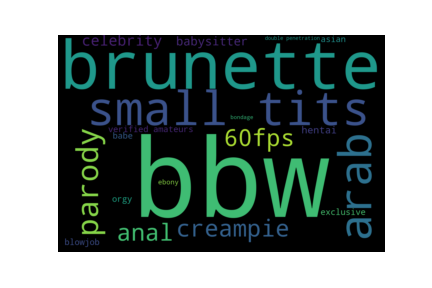 celebrity babysitter double penetration asian
brunette
small tits
bondage
verified amateurs hentai
babe 60fps
parody
bbw
arab
ebony
orgy
exclusive
anal creampie
blowjob